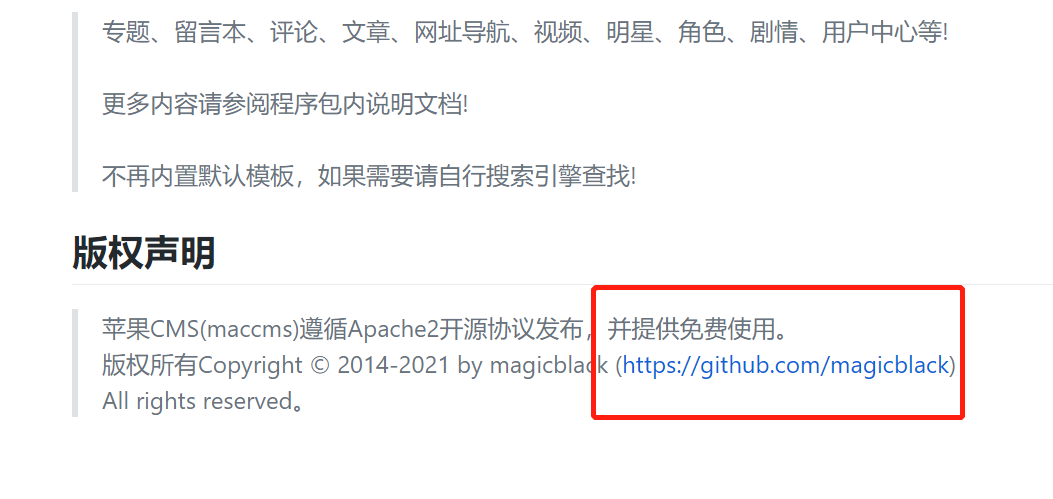 专题、留言本、评论、文章、网址导航、视频、明星、角色、剧情、用户中心等!
更多内容请参阅程序包内说明文档!
不再内置默认模板，如果需要请自行搜索引擎查找!
版权声明
苹果CMS(maccms)遵循Apache2开源协议发布，并提供免费使用。
版权所有Copyright © 2014-2021 by magicblack (https://github.com/magicblack)
All rights reserved。